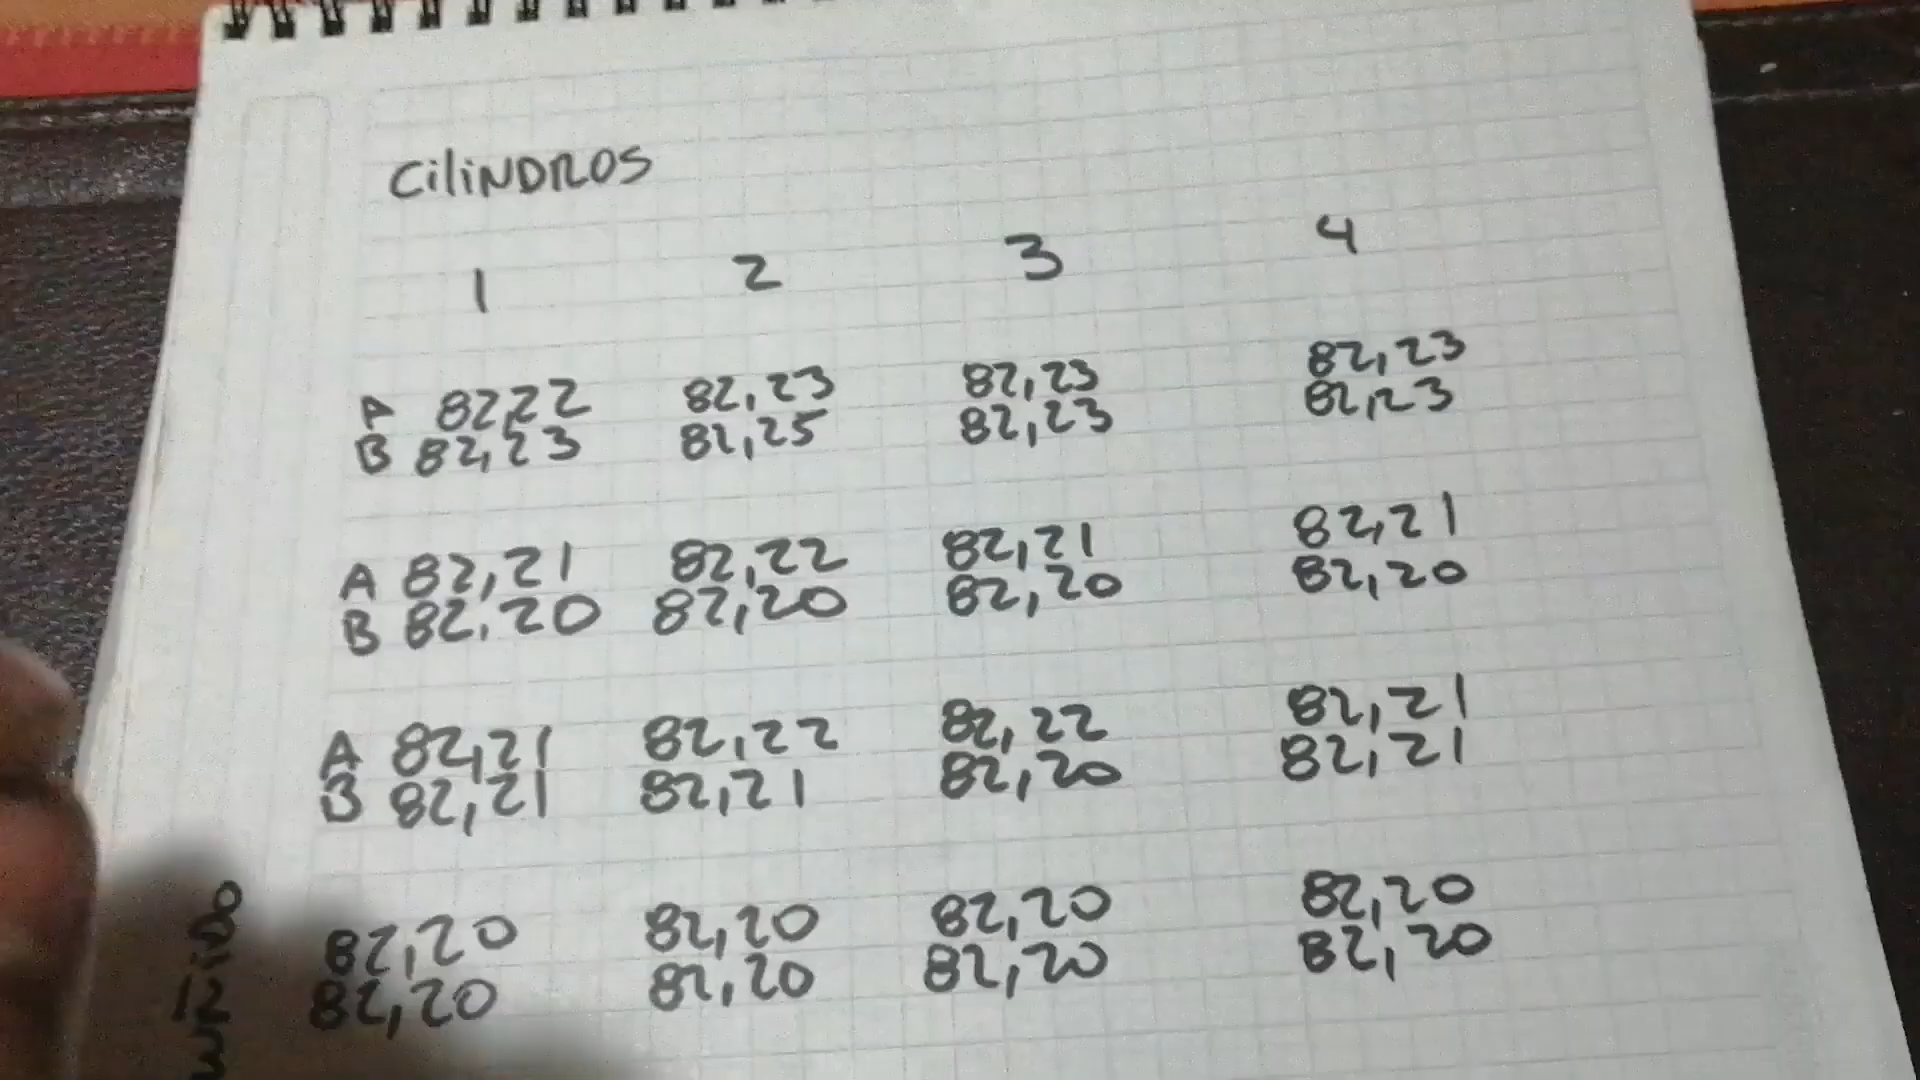 CiliNDROS
1 2 3 4
A 82,22 82,23 82,23 82,23
B 82,23 82,25 82,23 82,23
A 82,21 82,22 82,21 82,21
B 82,20 82,20 82,20 82,20
A 82,21 82,22 82,22 82,21
B 82,21 82,21 82,20 82,21
82,20 82,20 82,20 82,20
82,20 82,20 82,20 82,20